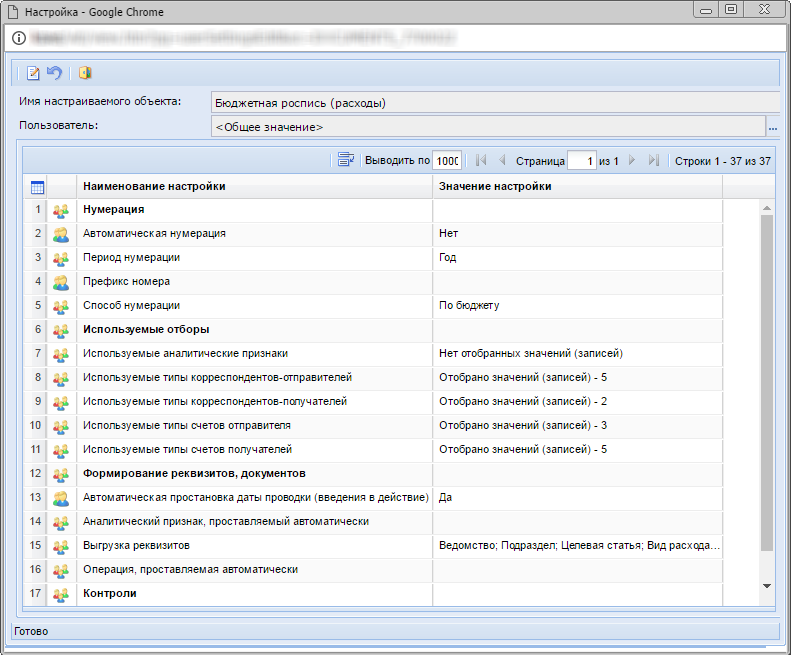 Настройка - Google Chrome
Имя настраиваемого объекта: Бюджетная роспись (расходы)
Пользователь: <Общее значение> ...
Выводить по 1000 Страница 1 из 1 Строки 1 - 37 из 37
Наименование настройки Значение настройки
1 Нумерация
2 Автоматическая нумерация Нет
3 Период нумерации Год
4 Префикс номера
5 Способ нумерации По бюджету
6 Используемые отборы
7 Используемые аналитические признаки Нет отобранных значений (записей)
8 Используемые типы корреспондентов-отправителей Отобрано значений (записей) - 5
9 Используемые типы корреспондентов-получателей Отобрано значений (записей) - 2
10 Используемые типы счетов отправителя Отобрано значений (записей) - 3
11 Используемые типы счетов получателей Отобрано значений (записей) - 5
12 Формирование реквизитов, документов
13 Автоматическая простановка даты проводки (введения в действие) Да
14 Аналитический признак, проставляемый автоматически
15 Выгрузка реквизитов Ведомство; Подраздел; Целевая статья; Вид расхода...
16 Операция, проставляемая автоматически
17 Контроли
Готово